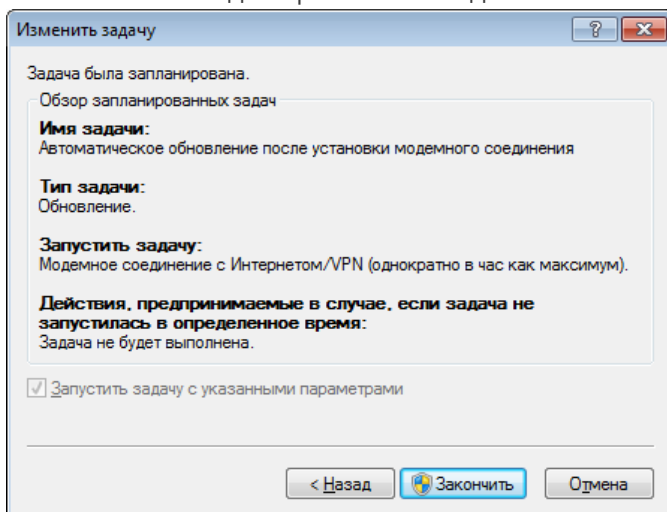 Изменить задачу
Задача была запланирована.
Обзор запланированных задач
Имя задачи:
Автоматическое обновление после установки модемного соединения
Тип задачи:
Обновление.
Запустить задачу:
Модемное соединение с Интернетом/VPN (однократно в час как максимум).
Действия, предпринимаемые в случае, если задача не
запустилась в определенное время:
Задача не будет выполнена.
Запустить задачу с указанными параметрами
< Назад Закончить Отмена